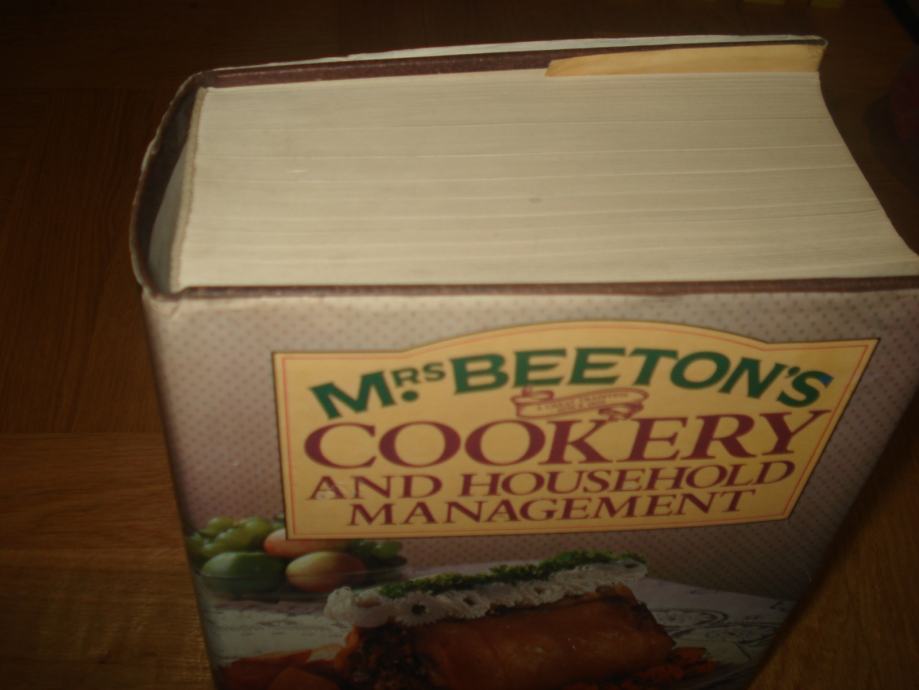 MRS BEETON'S
COOKERY
AND HOUSEHOLD
MANAGEMENT